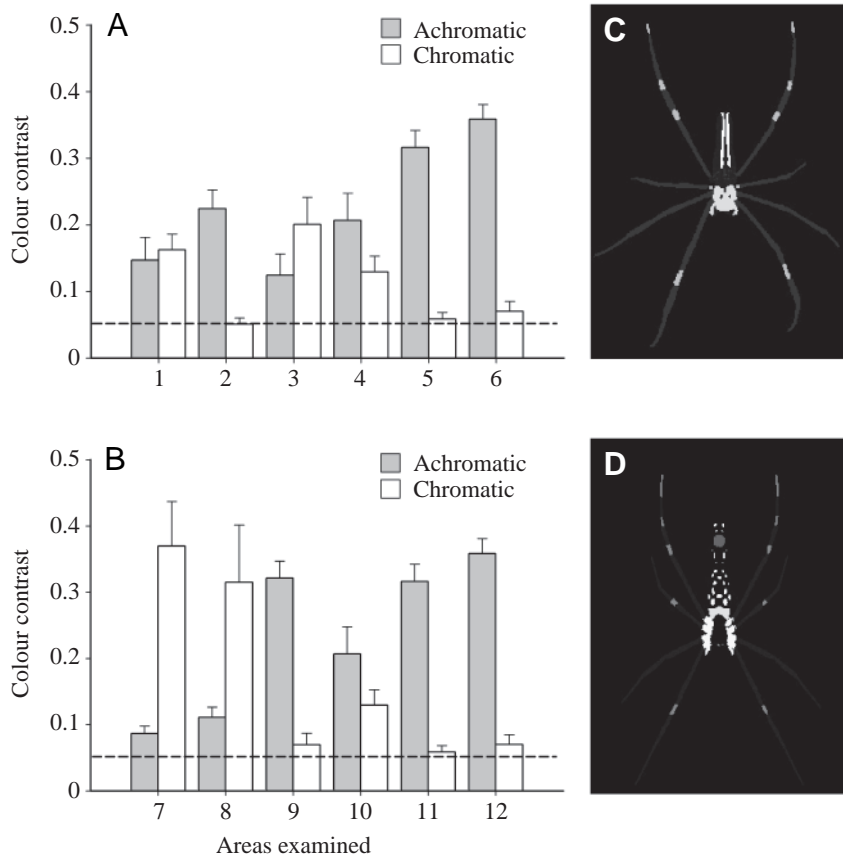 A
0.5
0.4
0.3
0.2
0.1
0
Colour contrast
Achromatic
Chromatic
1 2 3 4 5 6
C
B
0.5
0.4
0.3
0.2
0.1
0
Colour contrast
Achromatic
Chromatic
7 8 9 10 11 12
Areas examined
D